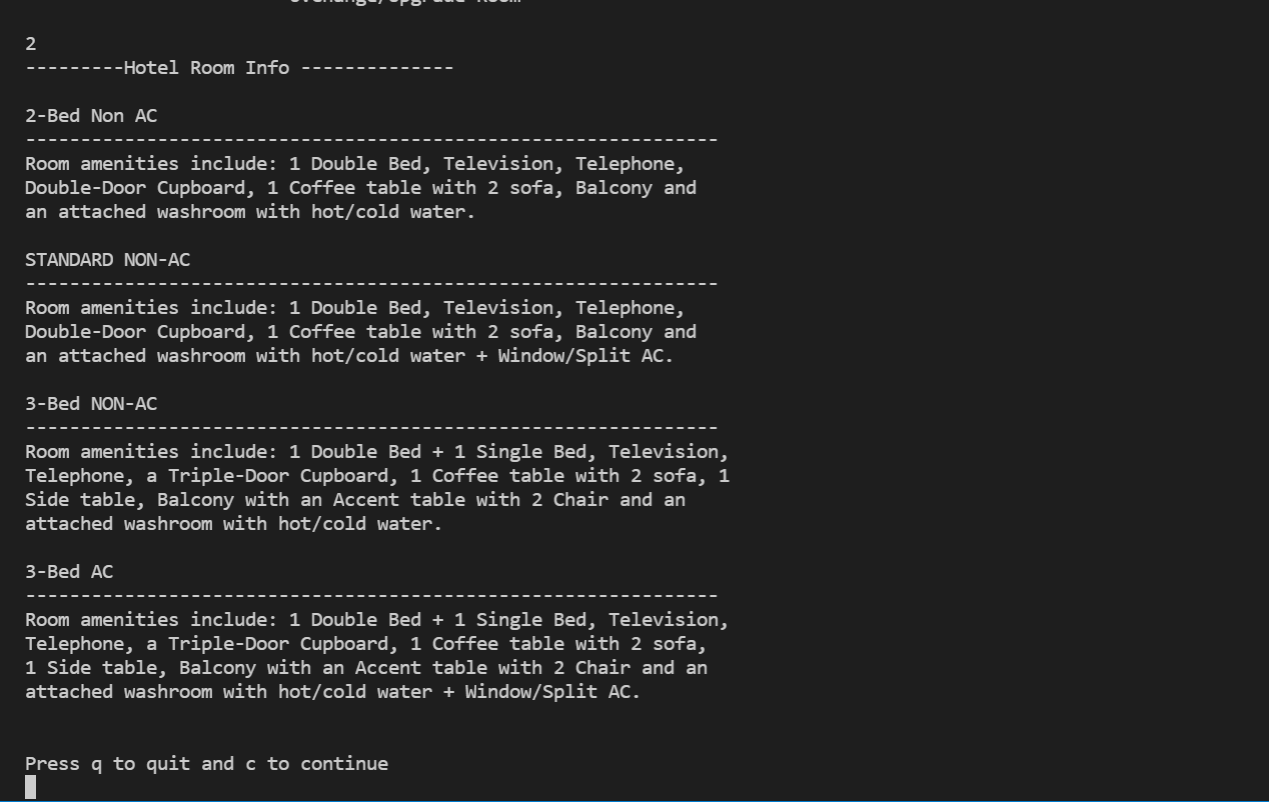 2
---------Hotel Room Info --------------
2-Bed Non AC
---------------------------------------------------------------
Room amenities include: 1 Double Bed, Television, Telephone,
Double-Door Cupboard, 1 Coffee table with 2 sofa, Balcony and
an attached washroom with hot/cold water.
STANDARD NON-AC
---------------------------------------------------------------
Room amenities include: 1 Double Bed, Television, Telephone,
Double-Door Cupboard, 1 Coffee table with 2 sofa, Balcony and
an attached washroom with hot/cold water + Window/Split AC.
3-Bed NON-AC
---------------------------------------------------------------
Room amenities include: 1 Double Bed + 1 Single Bed, Television,
Telephone, a Triple-Door Cupboard, 1 Coffee table with 2 sofa, 1
Side table, Balcony with an Accent table with 2 Chair and an
attached washroom with hot/cold water.
3-Bed AC
---------------------------------------------------------------
Room amenities include: 1 Double Bed + 1 Single Bed, Television,
Telephone, a Triple-Door Cupboard, 1 Coffee table with 2 sofa,
1 Side table, Balcony with an Accent table with 2 Chair and an
attached washroom with hot/cold water + Window/Split AC.
Press q to quit and c to continue